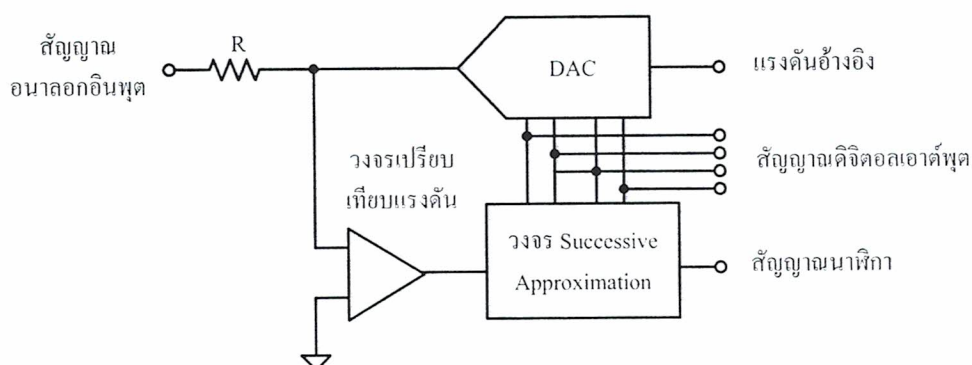 สัญญาณ
อนาลอกอินพุต
R
DAC
แรงดันอ้างอิง
สัญญาณดิจิตอลเอาต์พุต
วงจรเปรียบ
เทียบแรงดัน
วงจร Successive
Approximation
สัญญาณนาฬิกา